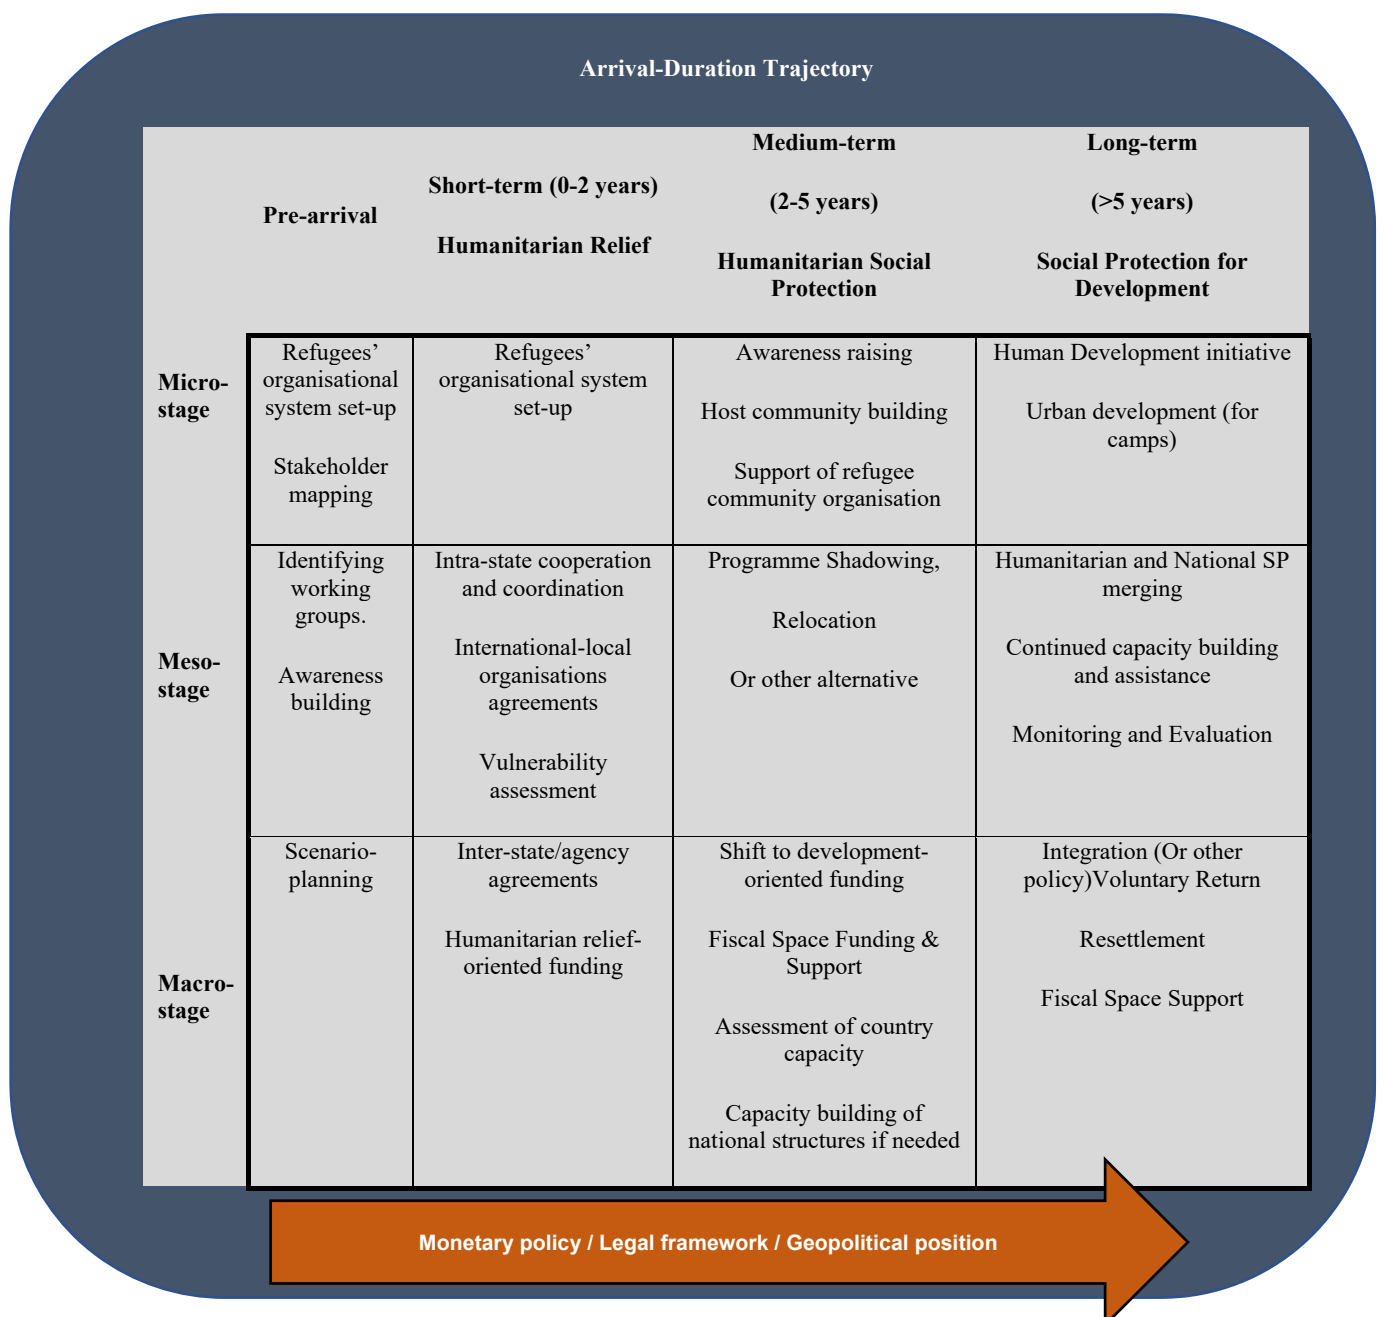 Arrival-Duration Trajectory
Pre-arrival
Short-term (0-2 years)
Humanitarian Relief
Medium-term
(2-5 years)
Humanitarian Social
Protection
Long-term
(>5 years)
Social Protection for
Development
Micro-
stage
Refugees’
organisational
system set-up
Stakeholder
mapping
Refugees’
organisational system
set-up
Awareness raising
Host community building
Support of refugee
community organisation
Human Development initiative
Urban development (for
camps)
Meso-
stage
Identifying
working
groups.
Awareness
building
Intra-state cooperation
and coordination
International-local
organisations
agreements
Vulnerability
assessment
Programme Shadowing,
Relocation
Or other alternative
Humanitarian and National SP
merging
Continued capacity building
and assistance
Monitoring and Evaluation
Macro-
stage
Scenario-
planning
Inter-state/agency
agreements
Humanitarian relief-
oriented funding
Shift to development-
oriented funding
Fiscal Space Funding &
Support
Assessment of country
capacity
Capacity building of
national structures if needed
Integration (Or other
policy)Voluntary Return
Resettlement
Fiscal Space Support
Monetary policy / Legal framework / Geopolitical position